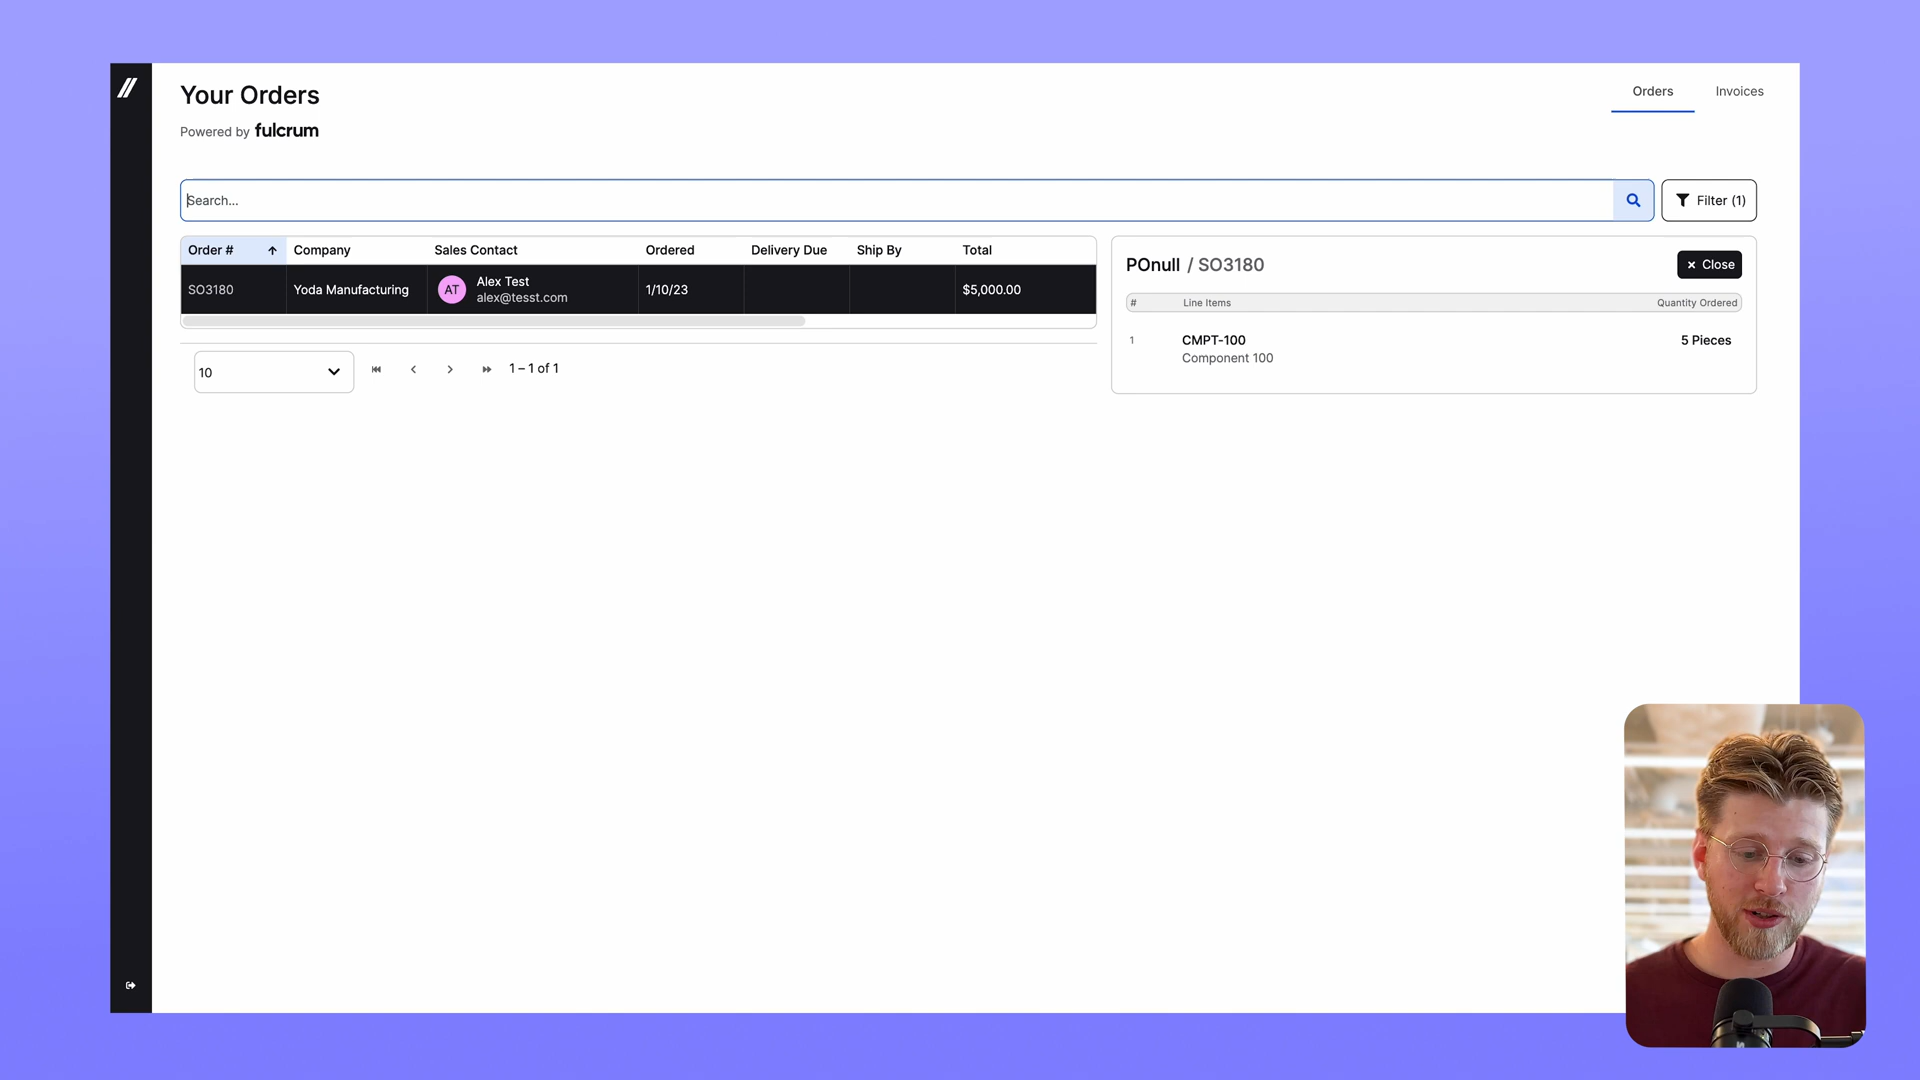 Your Orders
Powered by fulcrum
Orders
Invoices
Search...
Filter (1)
Order #
Company
Sales Contact
Ordered
Delivery Due
Ship By
Total
SO3180
Yoda Manufacturing
AT
Alex Test
alex@tesst.com
1/10/23
$5,000.00
10
1 – 1 of 1
POnull / SO3180
× Close
#
Line Items
Quantity Ordered
1
CMPT-100
5 Pieces
Component 100